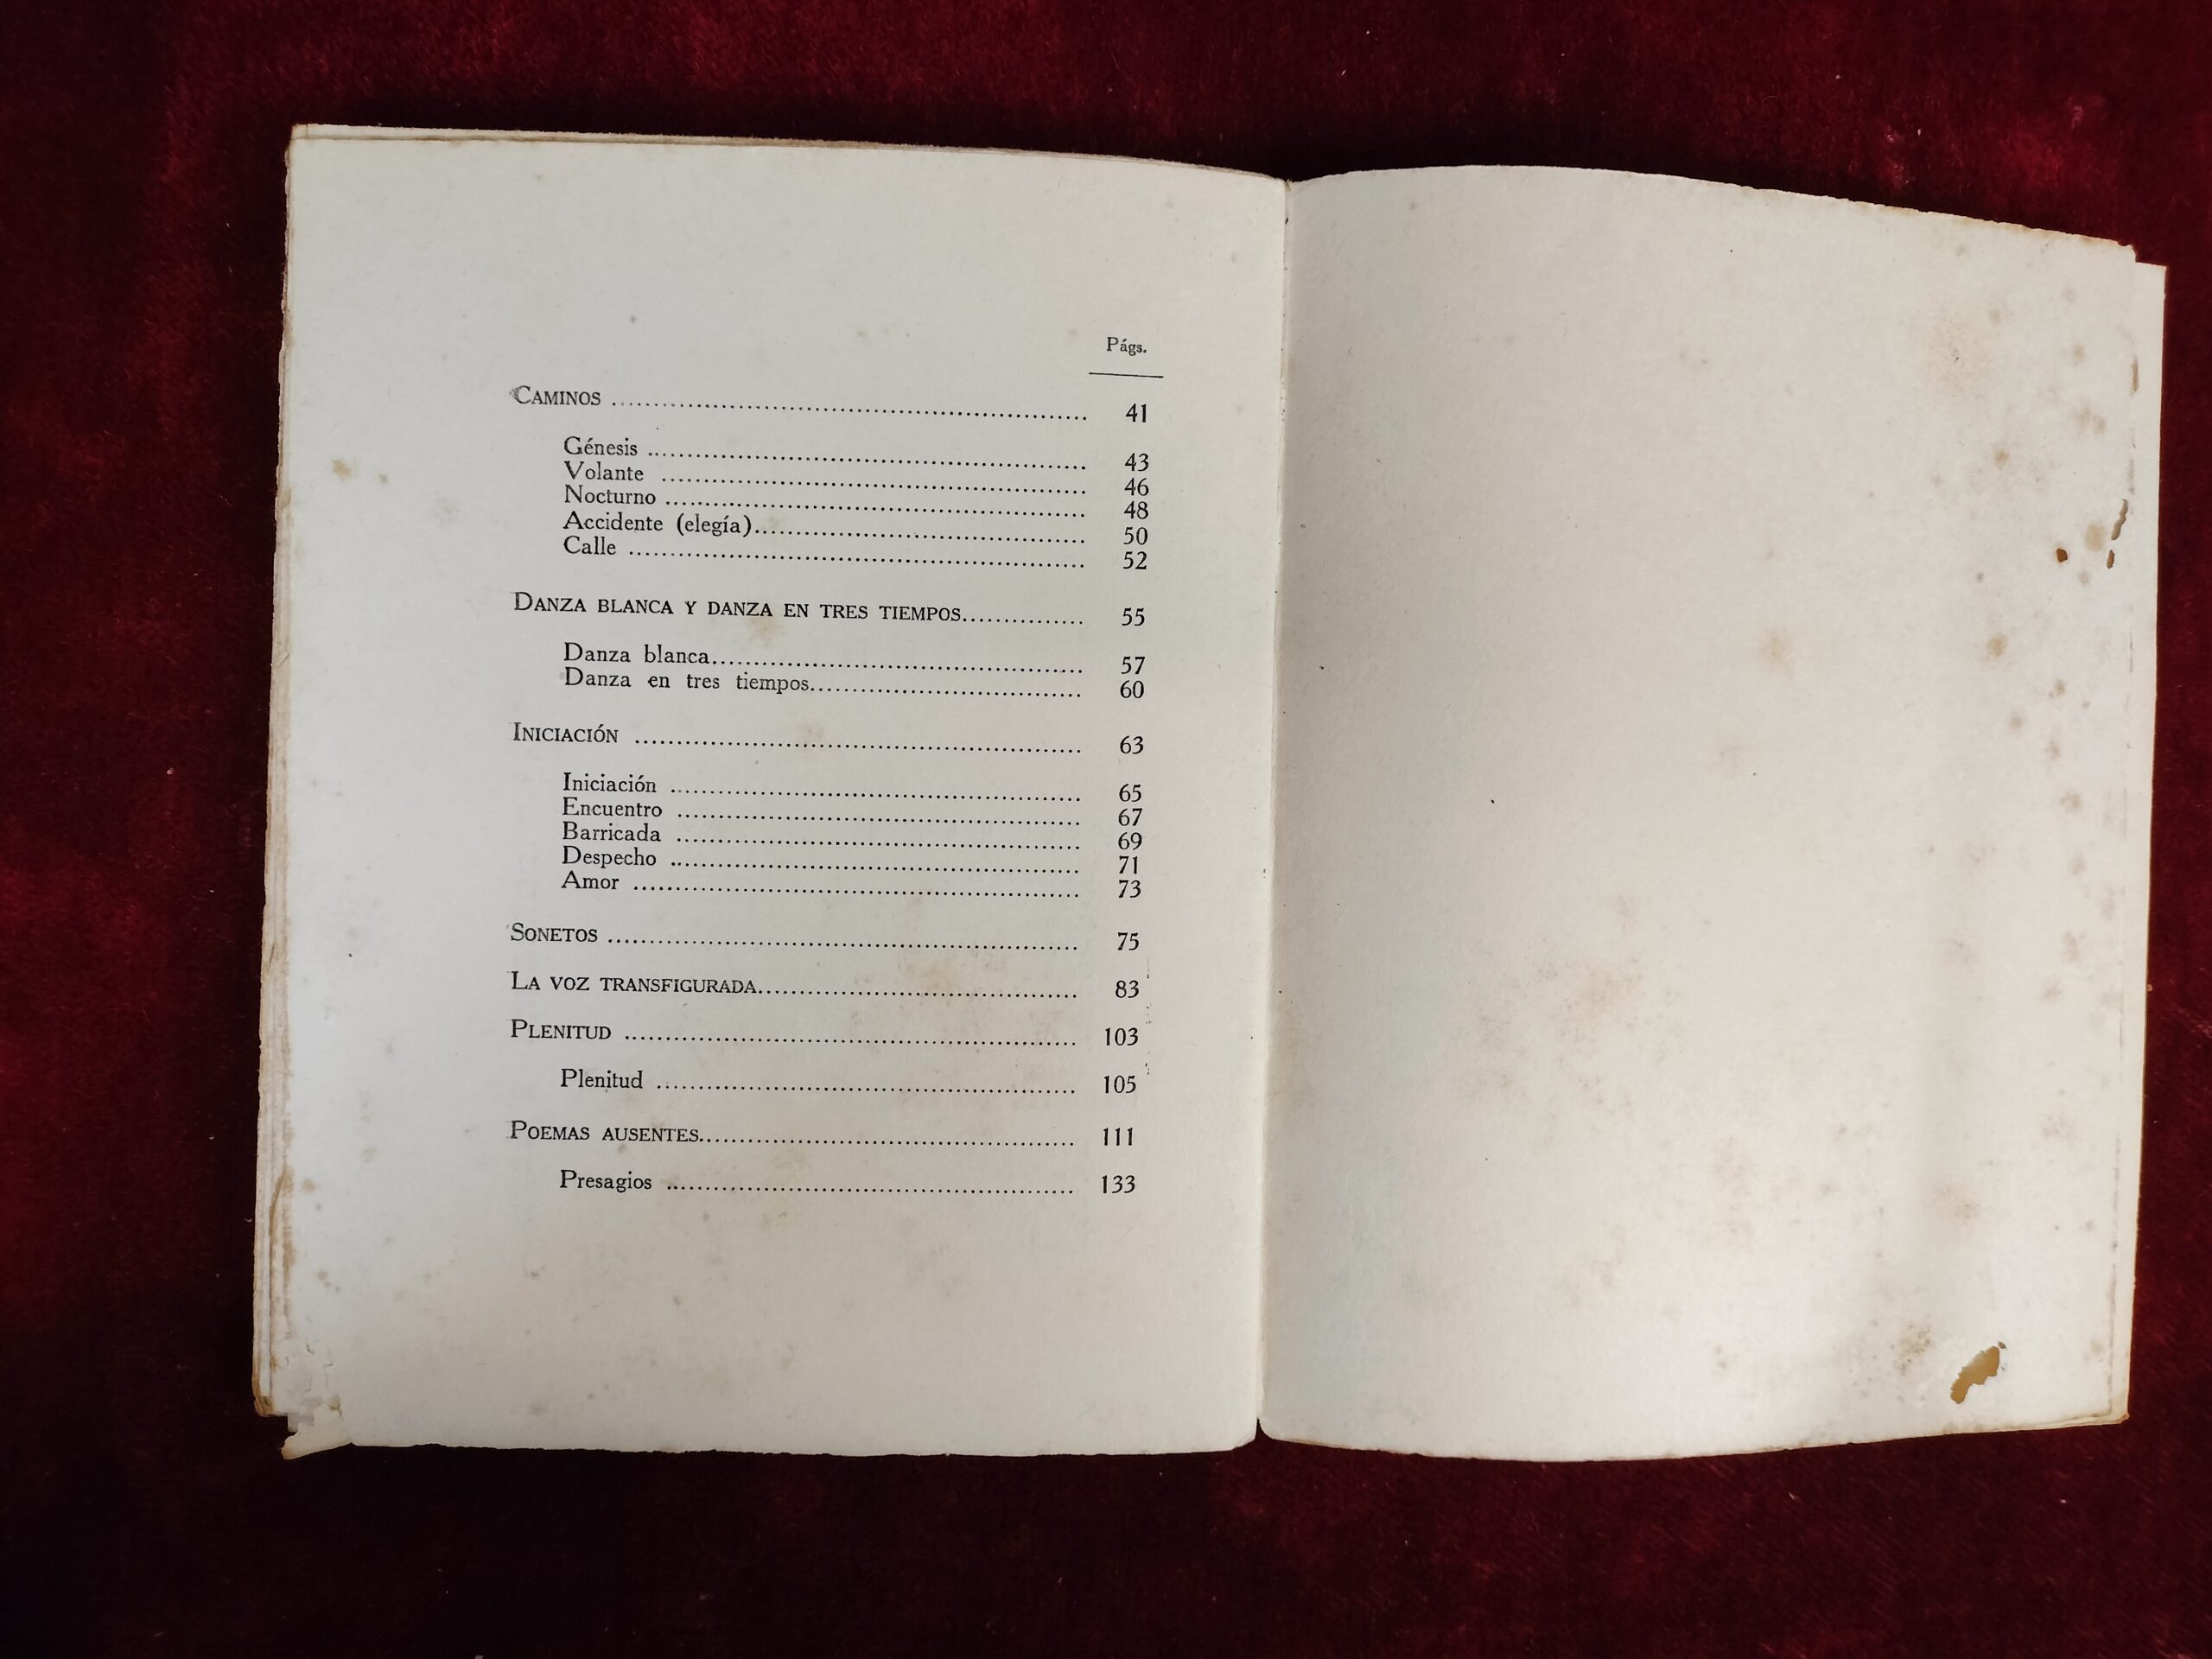 Págs.
CAMINOS ........................................................ 41
Génesis ........................................................ 43
Volante ........................................................ 46
Nocturno ........................................................ 48
Accidente (elegía)........................................................ 50
Calle ........................................................ 52
DANZA BLANCA Y DANZA EN TRES TIEMPOS............... 55
Danza blanca........................................................ 57
Danza en tres tiempos................................. 60
INICIACIÓN ........................................................ 63
Iniciación ........................................................ 65
Encuentro ........................................................ 67
Barricada ........................................................ 69
Despecho ........................................................ 71
Amor ........................................................ 73
SONETOS ........................................................ 75
LA VOZ TRANSFIGURADA....................................... 83
PLENITUD ........................................................ 103
Plenitud ........................................................ 105
POEMAS AUSENTES............................................. 111
Presagios ........................................................ 133